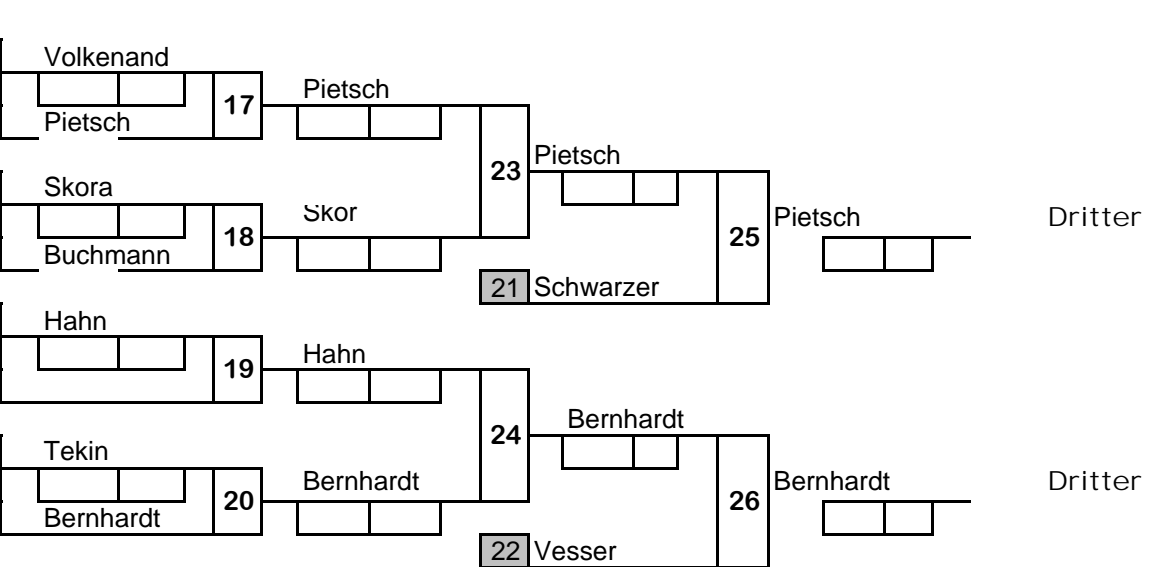 Volkenand
17
Pietsch
Pietsch
23
Pietsch
Skora
18
Skor
Buchmann
25
Pietsch
Dritter
21 Schwarzer
Hahn
19
Hahn
24
Bernhardt
Tekin
20
Bernhardt
Bernhardt
26
Bernhardt
Dritter
22 Vesser